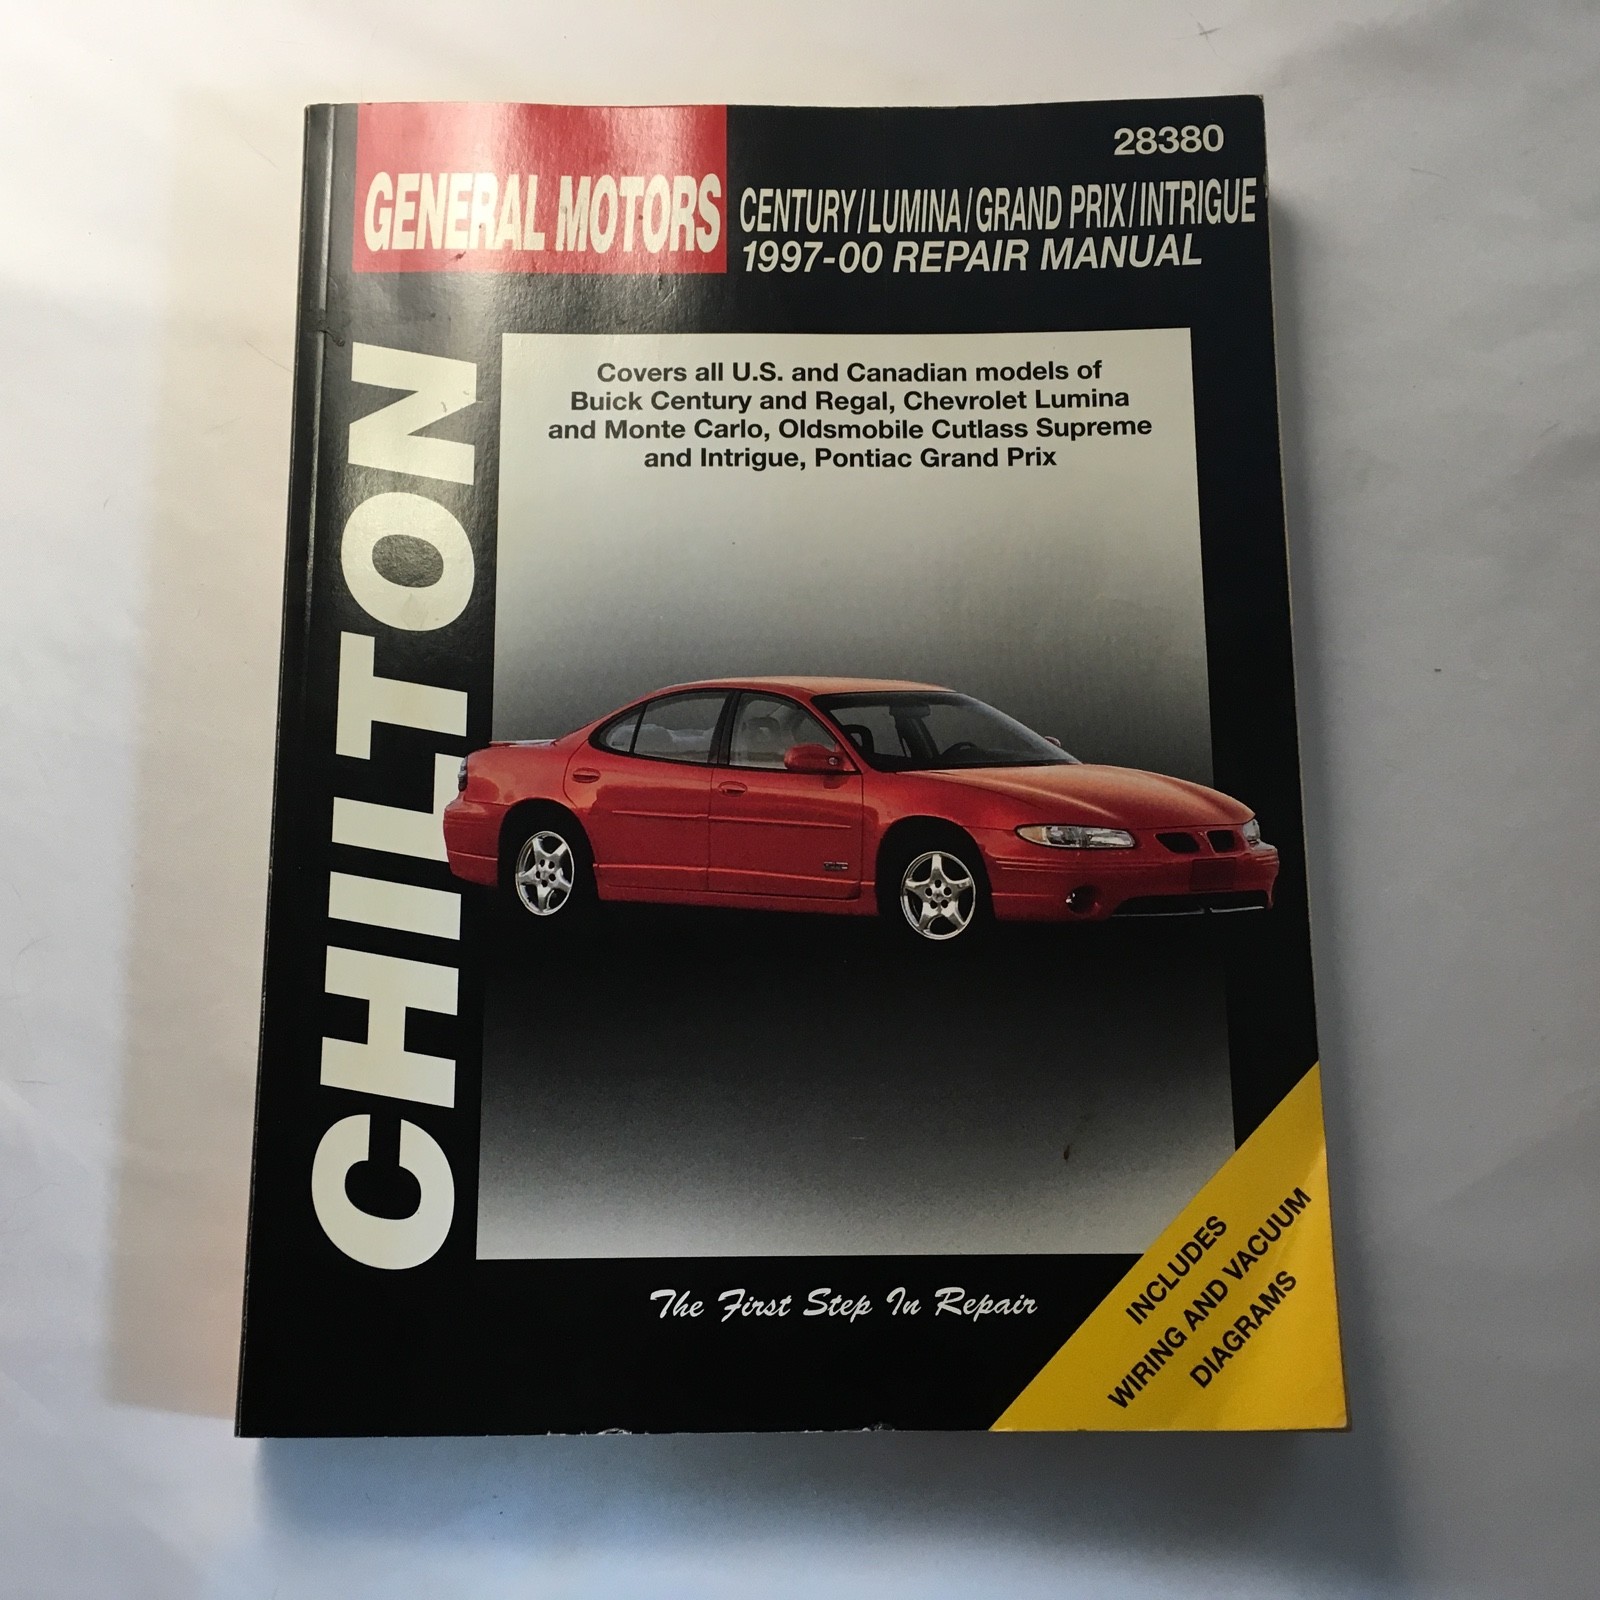 28380
GENERAL MOTORS
CENTURY/LUMINA/GRAND PRIX/INTRIGUE
1997-00 REPAIR MANUAL
CHILTON
Covers all U.S. and Canadian models of
Buick Century and Regal, Chevrolet Lumina
and Monte Carlo, Oldsmobile Cutlass Supreme
and Intrigue, Pontiac Grand Prix
The First Step In Repair
INCLUDES
WIRING AND VACUUM
DIAGRAMS